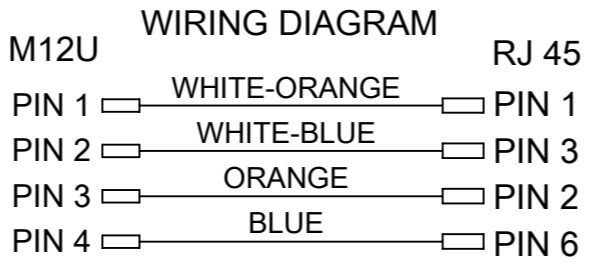 WIRING DIAGRAM
M12U RJ 45
PIN 1 WHITE-ORANGE PIN 1
PIN 2 WHITE-BLUE PIN 3
PIN 3 ORANGE PIN 2
PIN 4 BLUE PIN 6